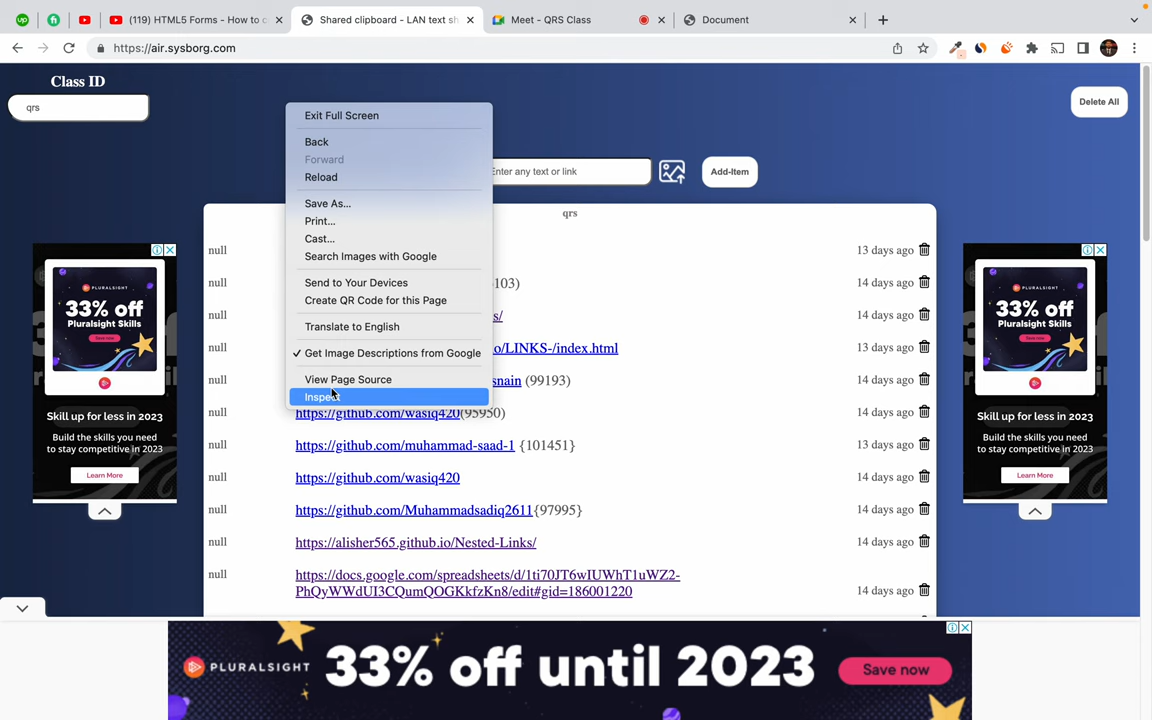 (119) HTML5 Forms - How to c
Shared clipboard - LAN text sh
Meet - QRS Class
Document
https://air.sysborg.com
Class ID
qrs
Delete All
Enter any text or link
Add-Item
Exit Full Screen
Back
Forward
Reload
Save As...
Print...
Cast...
Search Images with Google
Send to Your Devices
Create QR Code for this Page
Translate to English
Get Image Descriptions from Google
View Page Source
Inspect
qrs
null 13 days ago
null 103) 13 days ago
null s/ 13 days ago
null o/LINKS-/index.html 13 days ago
null snain (99193) 14 days ago
null https://github.com/wasiq420(95950) 14 days ago
null https://github.com/muhammad-saad-1 {101451} 13 days ago
null https://github.com/wasiq420 14 days ago
null https://github.com/Muhammadsadiq2611{97995} 14 days ago
null https://alisher565.github.io/Nested-Links/ 14 days ago
null https://docs.google.com/spreadsheets/d/1ti70JT6wIUWhT1uWZ2-
PhQyWWdUI3CQumQOGKkfzKn8/edit#gid=186001220 14 days ago
PLURALSIGHT
33% off
Pluralsight Skills
Save now
Skill up for less in 2023
Build the skills you need
to stay competitive in 2023
Learn More
PLURALSIGHT
33% off
Pluralsight Skills
Save now
Skill up for less in 2023
Build the skills you need
to stay competitive in 2023
Learn More
PLURALSIGHT 33% off until 2023 Save now